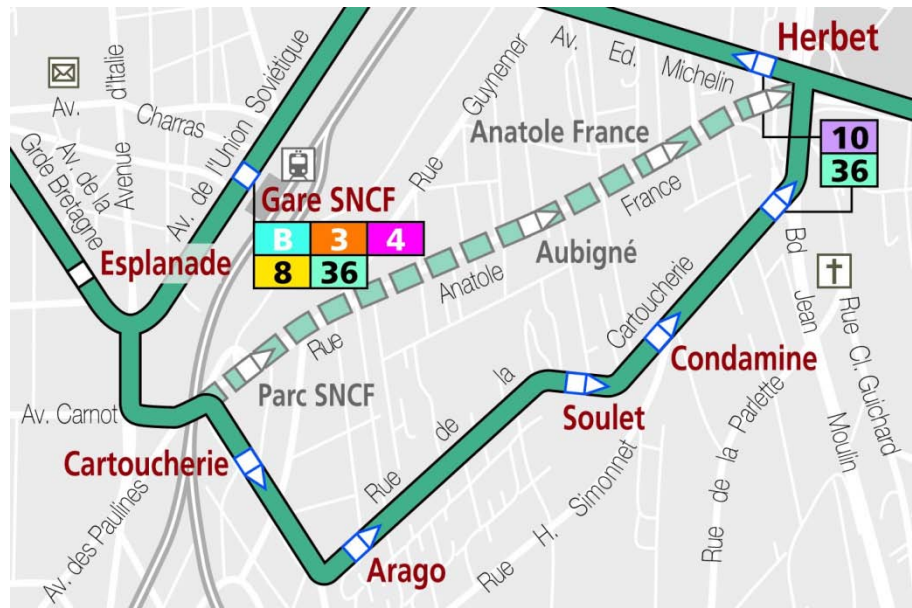 Herbet
Av. Ed. Michelin
d'Italie
Avenue
Av. Charras
Av. de l'Union Soviétique
Av. de la
Grde Bretagne
Rue Guynemer
Anatole France
10
36
Gare SNCF
B 3 4
8 36
Esplanade
Aubigné
Rue Anatole France
Parc SNCF
Av. Carnot
Cartoucherie
Av. des Paulines
Arago
Rue de la Cartoucherie
Soulet
Condamine
Rue H. Simonnet
Rue de la Parlette
Bd Jean Moulin
Rue Cl. Guichard